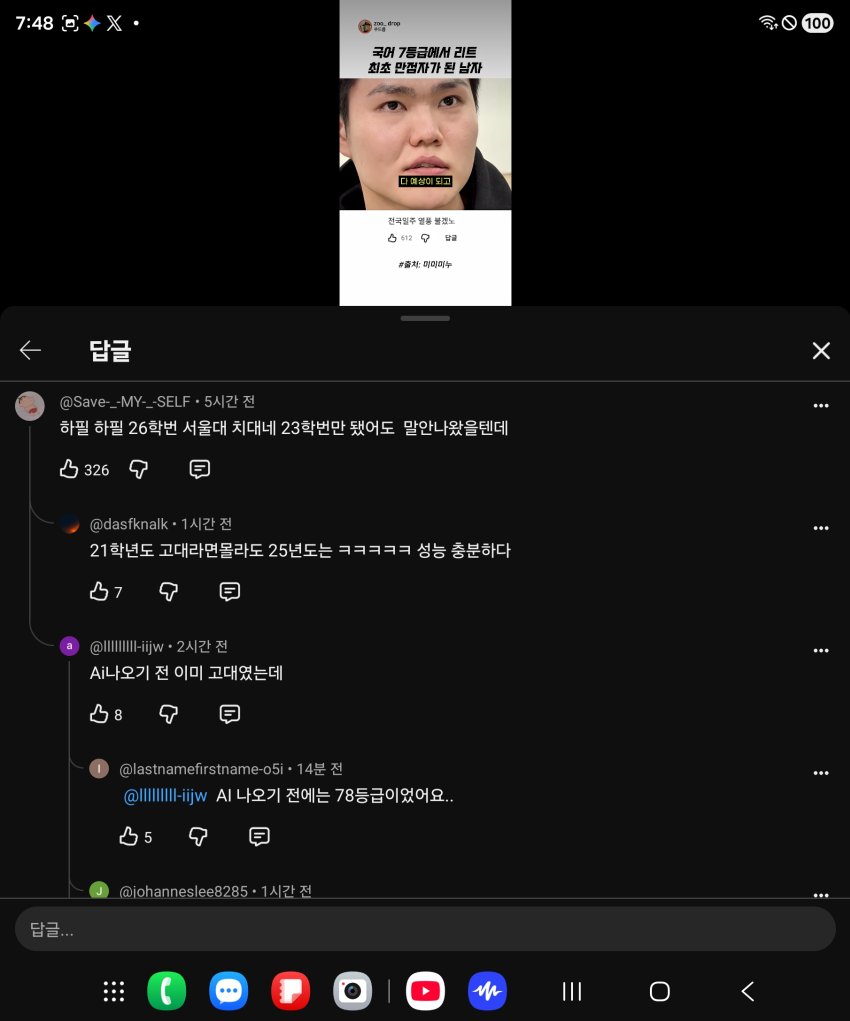 7:48
100
zoo_drop
국어 7등급에서 리트
최초 만점자가 된 남자
다 예상이 되고
전국일주 열풍 불겠노
612 답글
#출처: 미미미누
답글
@Save-_-MY-_-SELF • 5시간 전
하필 하필 26학번 서울대 치대네 23학번만 됐어도 말안나왔을텐데
326
@dasfknalk • 1시간 전
21학년도 고대라면몰라도 25년도는 ㅋㅋㅋㅋㅋ 성능 충분하다
7
a
@lllllllll-iijw • 2시간 전
Ai나오기 전 이미 고대였는데
8
l
@lastnamefirstname-o5i • 14분 전
@lllllllll-iijw AI 나오기 전에는 78등급이었어요..
5
J
@johanneslee8285 • 1시간 전
답글...